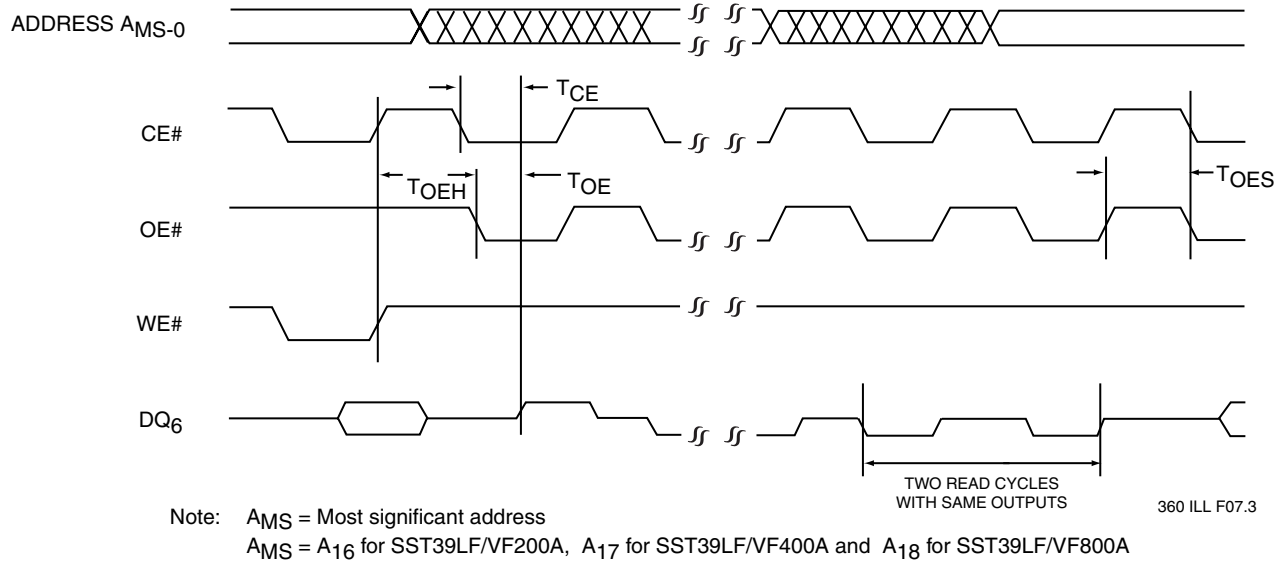 ADDRESS AMS-0
TCE
CE#
TOEH
TOE
TOES
OE#
WE#
DQ6
TWO READ CYCLES
WITH SAME OUTPUTS
360 ILL F07.3
Note: AMS = Most significant address
AMS = A16 for SST39LF/VF200A, A17 for SST39LF/VF400A and A18 for SST39LF/VF800A